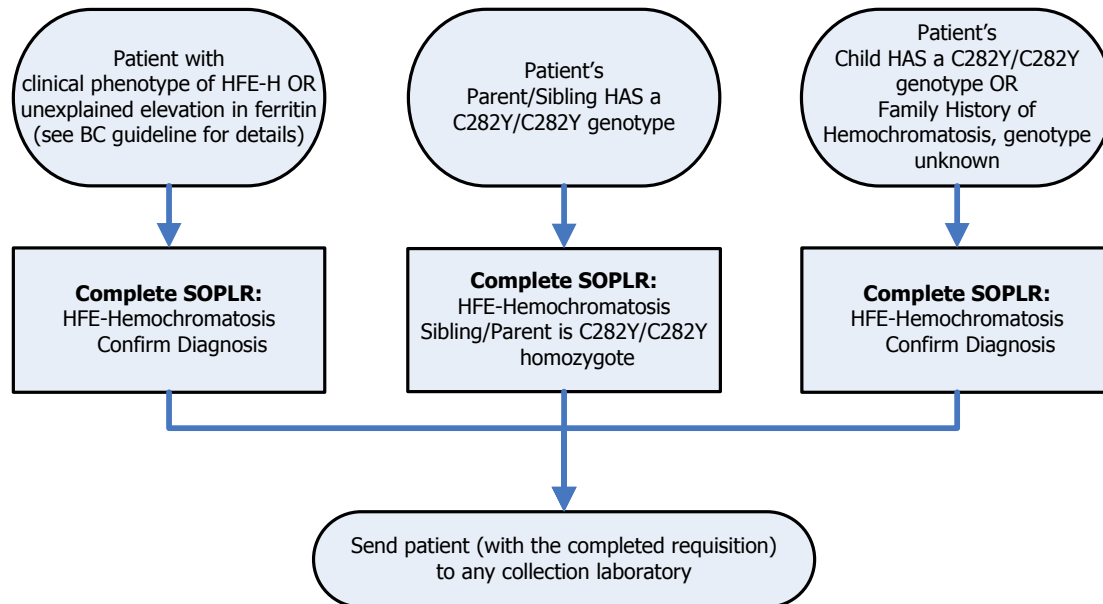 Patient with
clinical phenotype of HFE-H OR
unexplained elevation in ferritin
(see BC guideline for details)
Patient's
Parent/Sibling HAS a
C282Y/C282Y genotype
Patient's
Child HAS a C282Y/C282Y
genotype OR
Family History of
Hemochromatosis, genotype
unknown
Complete SOPLR:
HFE-Hemochromatosis
Confirm Diagnosis
Complete SOPLR:
HFE-Hemochromatosis
Sibling/Parent is C282Y/C282Y
homozygote
Complete SOPLR:
HFE-Hemochromatosis
Confirm Diagnosis
Send patient (with the completed requisition)
to any collection laboratory